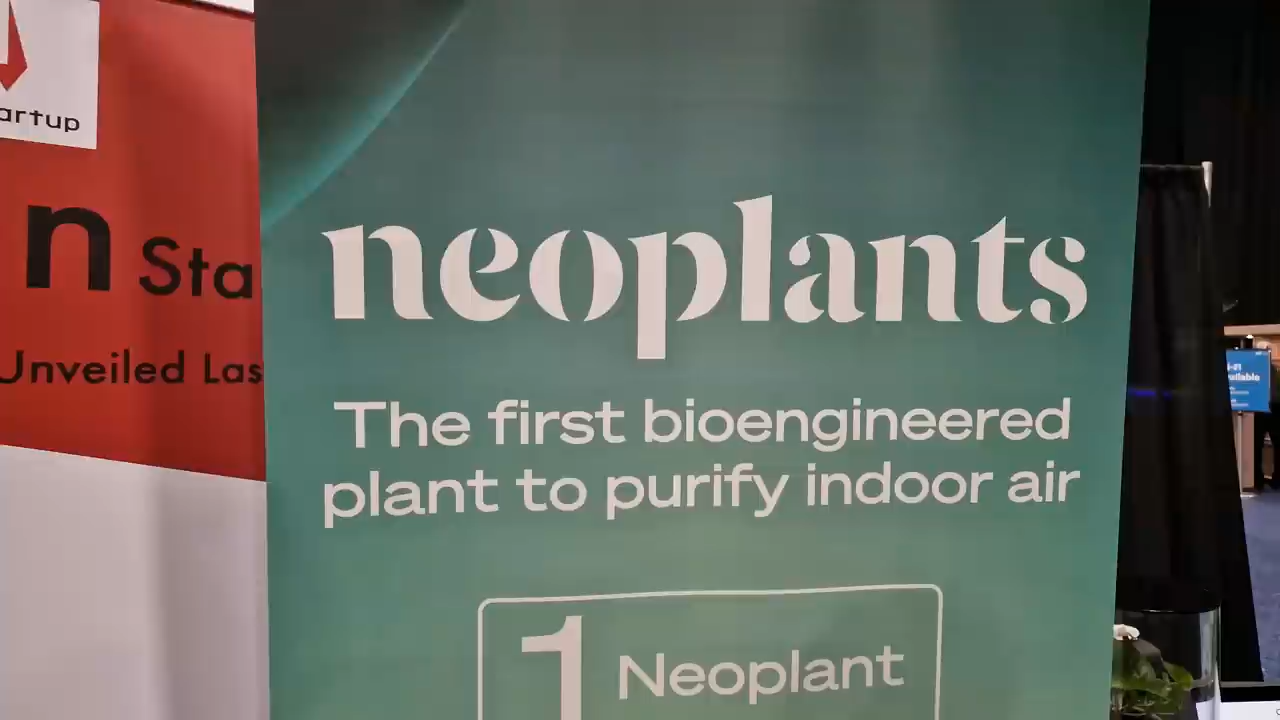 artup
n Sta
Unveiled Las
neoplants
The first bioengineered
plant to purify indoor air
1 Neoplant